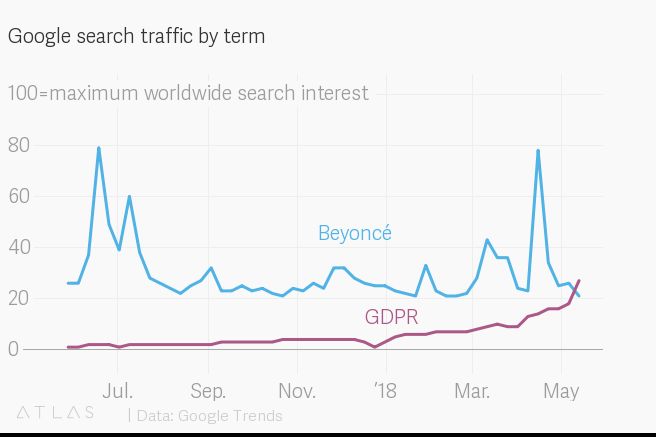 Google search traffic by term
100=maximum worldwide search interest
80
60
Beyoncé
40
20
GDPR
0
Jul. Sep. Nov. ’18 Mar. May
ATLAS | Data: Google Trends